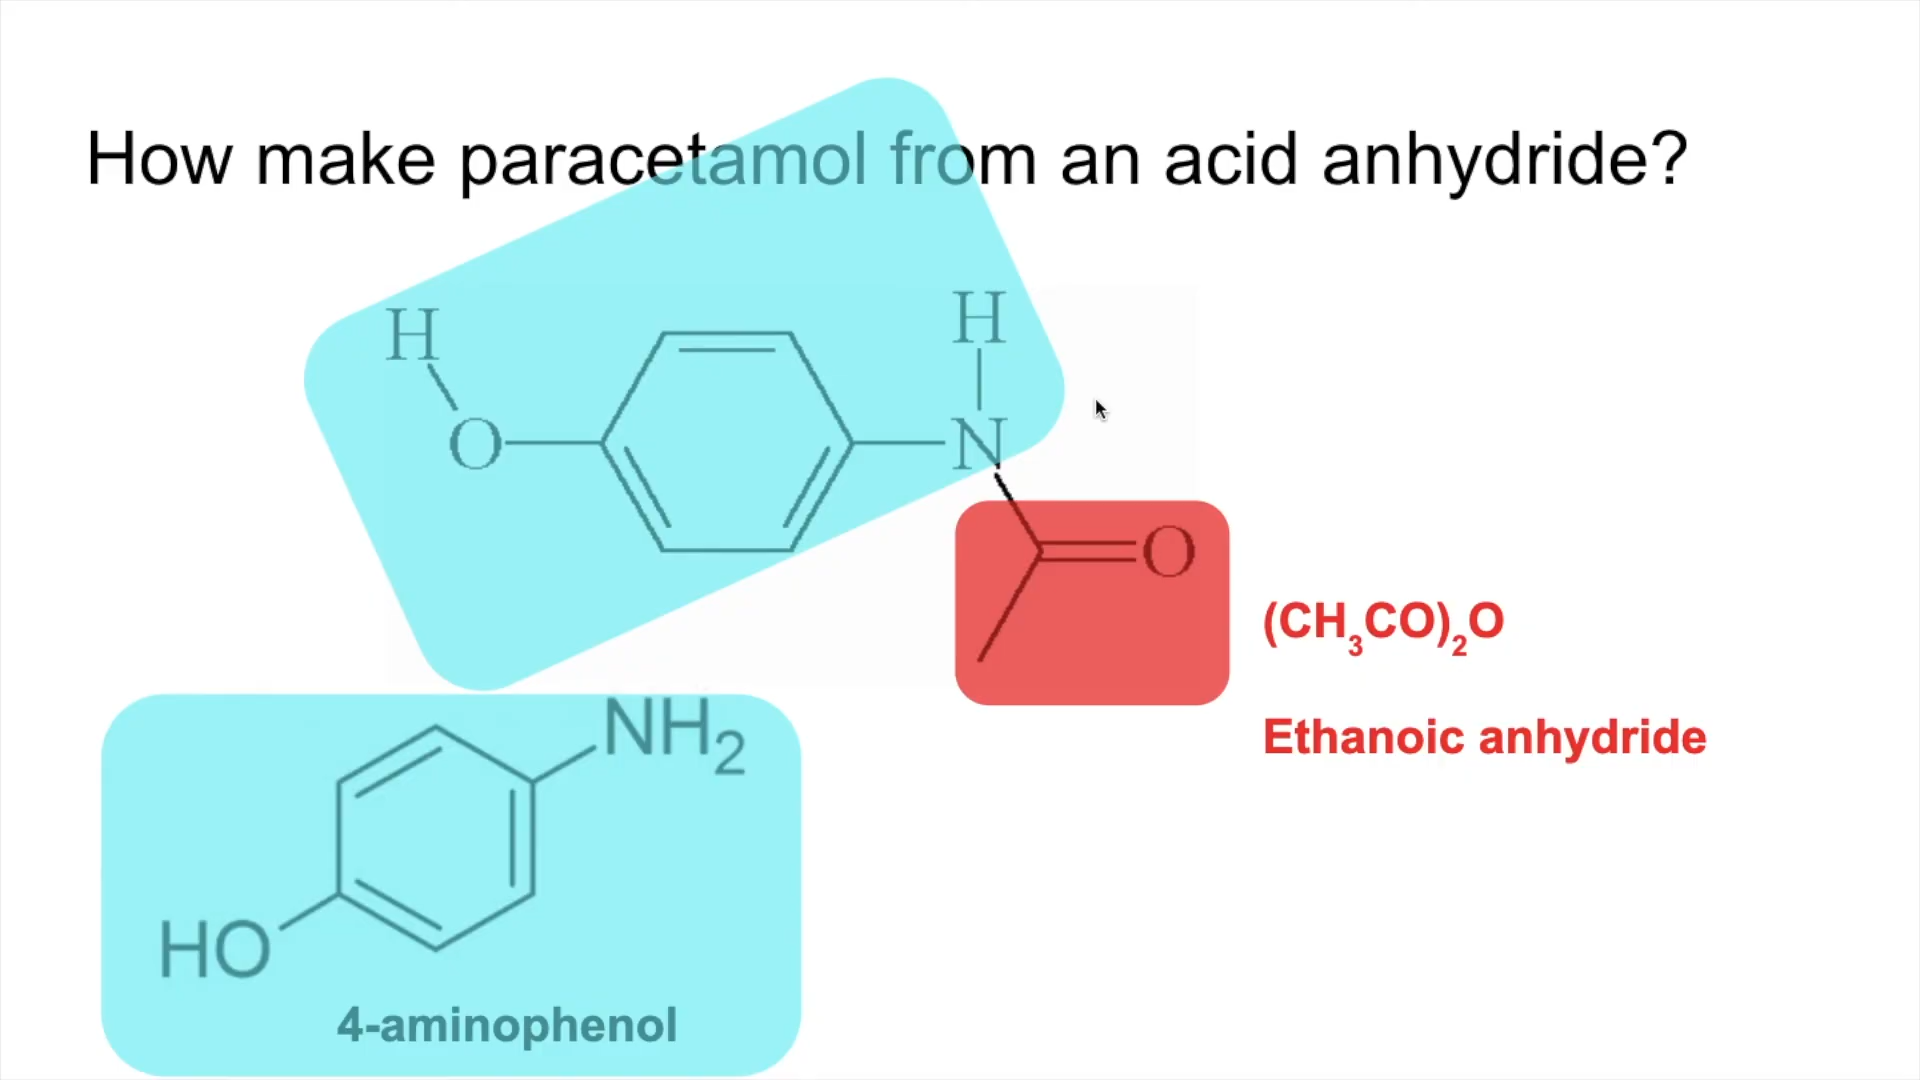 How make paracetamol from an acid anhydride?
H
H
O
N
O
(CH₃CO)₂O
Ethanoic anhydride
NH₂
HO
4-aminophenol